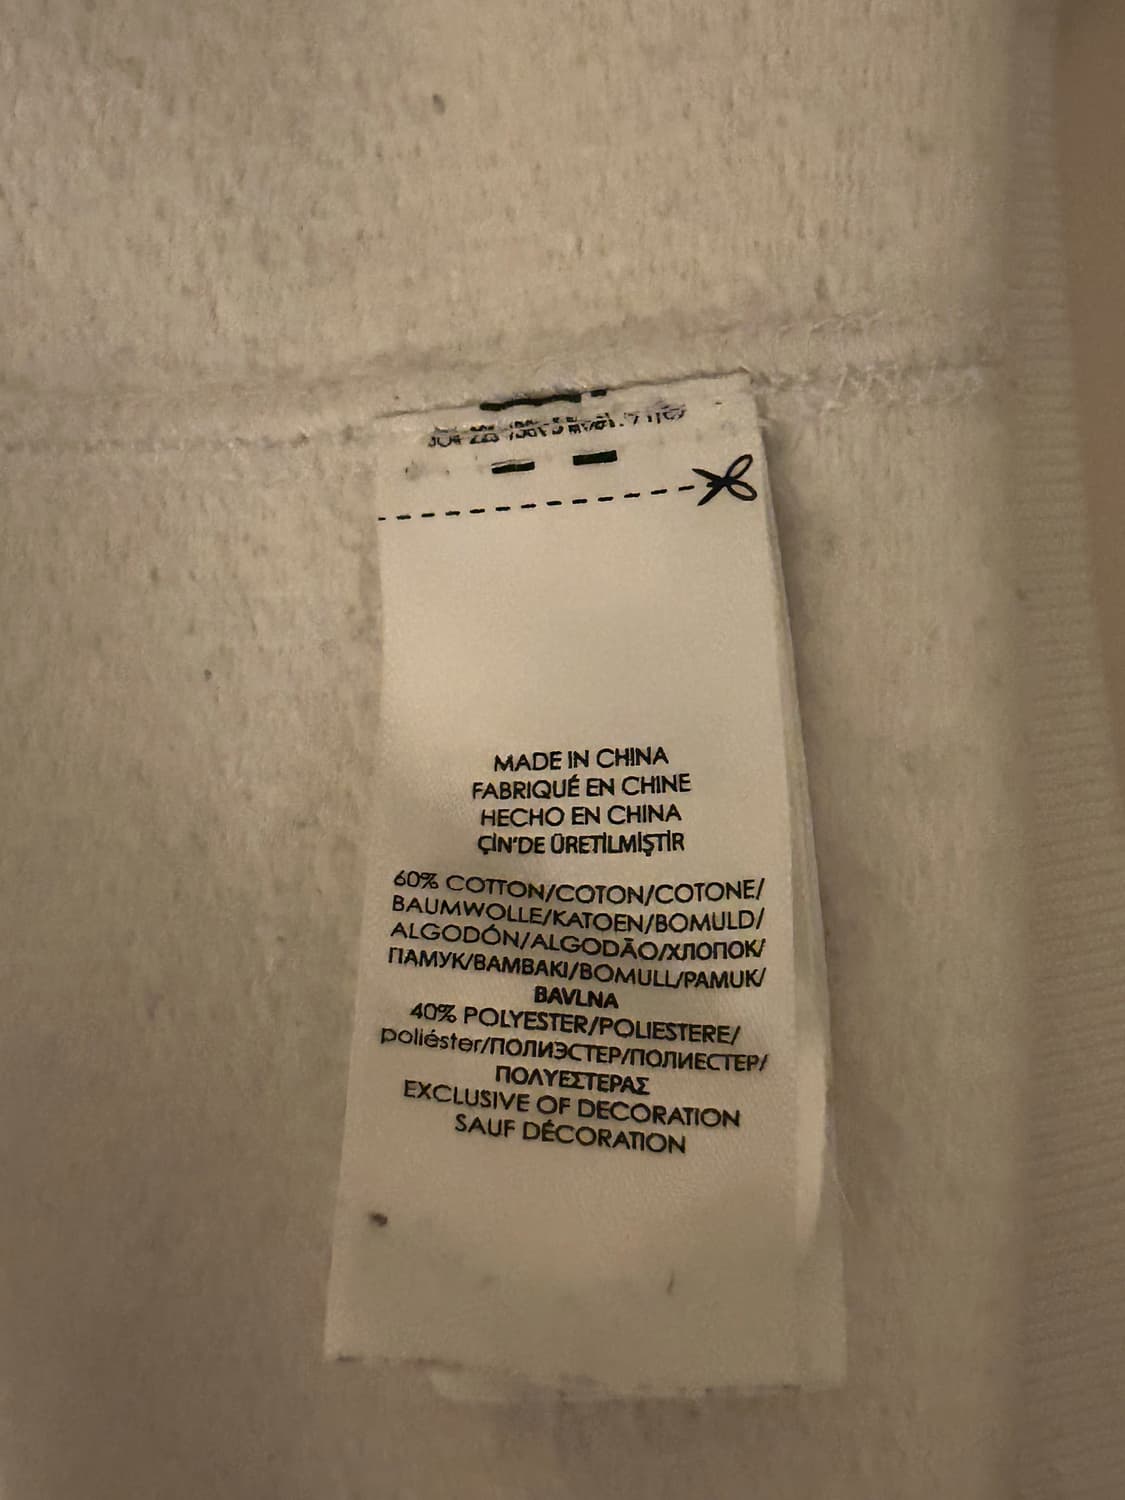 MADE IN CHINA
FABRIQUÉ EN CHINE
HECHO EN CHINA
ÇİN'DE ÜRETİLMİŞTİR
60% COTTON/COTON/COTONE/
BAUMWOLLE/KATOEN/BOMULD/
ALGODÓN/ALGODÃO/ХЛОПОК/
ПАМУК/BAMBAKI/BOMULL/PAMUK/
BAVLNA
40% POLYESTER/POLIESTERE/
poliéster/ПОЛИЭСТЕР/ПОЛИЕСТЕР/
ΠΟΛΥΕΣΤΕΡΑΣ
EXCLUSIVE OF DECORATION
SAUF DÉCORATION